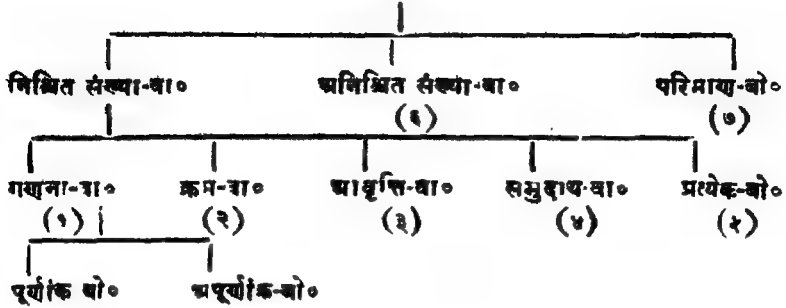 निश्चित संख्या-वा० अनिश्चित संख्या-वा० परिमाण-बो०
(६) (७)
गणना-वा० क्रम-वा० आवृत्ति-वा० समुदाय-वा० प्रत्येक-बो०
(१) (२) (३) (४) (५)
पूर्णांक बो० अपूर्णांक-बो०